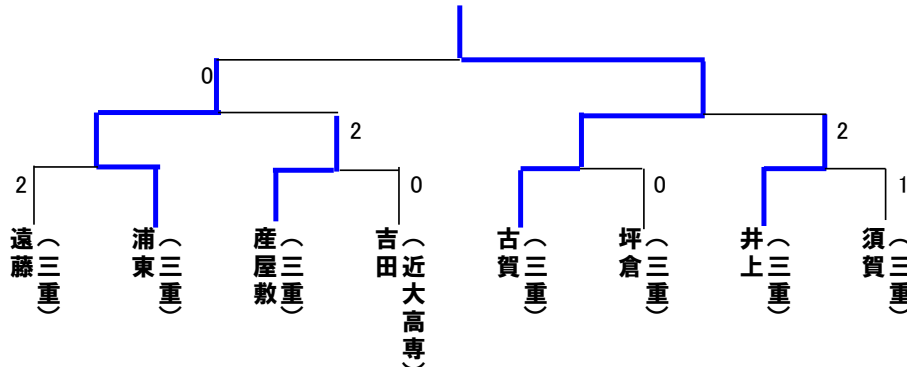 0
2
2
2
0
0
1
遠藤（三重）
浦東（三重）
産屋敷（三重）
吉田（近大高専）
古賀（三重）
坪倉（三重）
井上（三重）
須賀（三重）